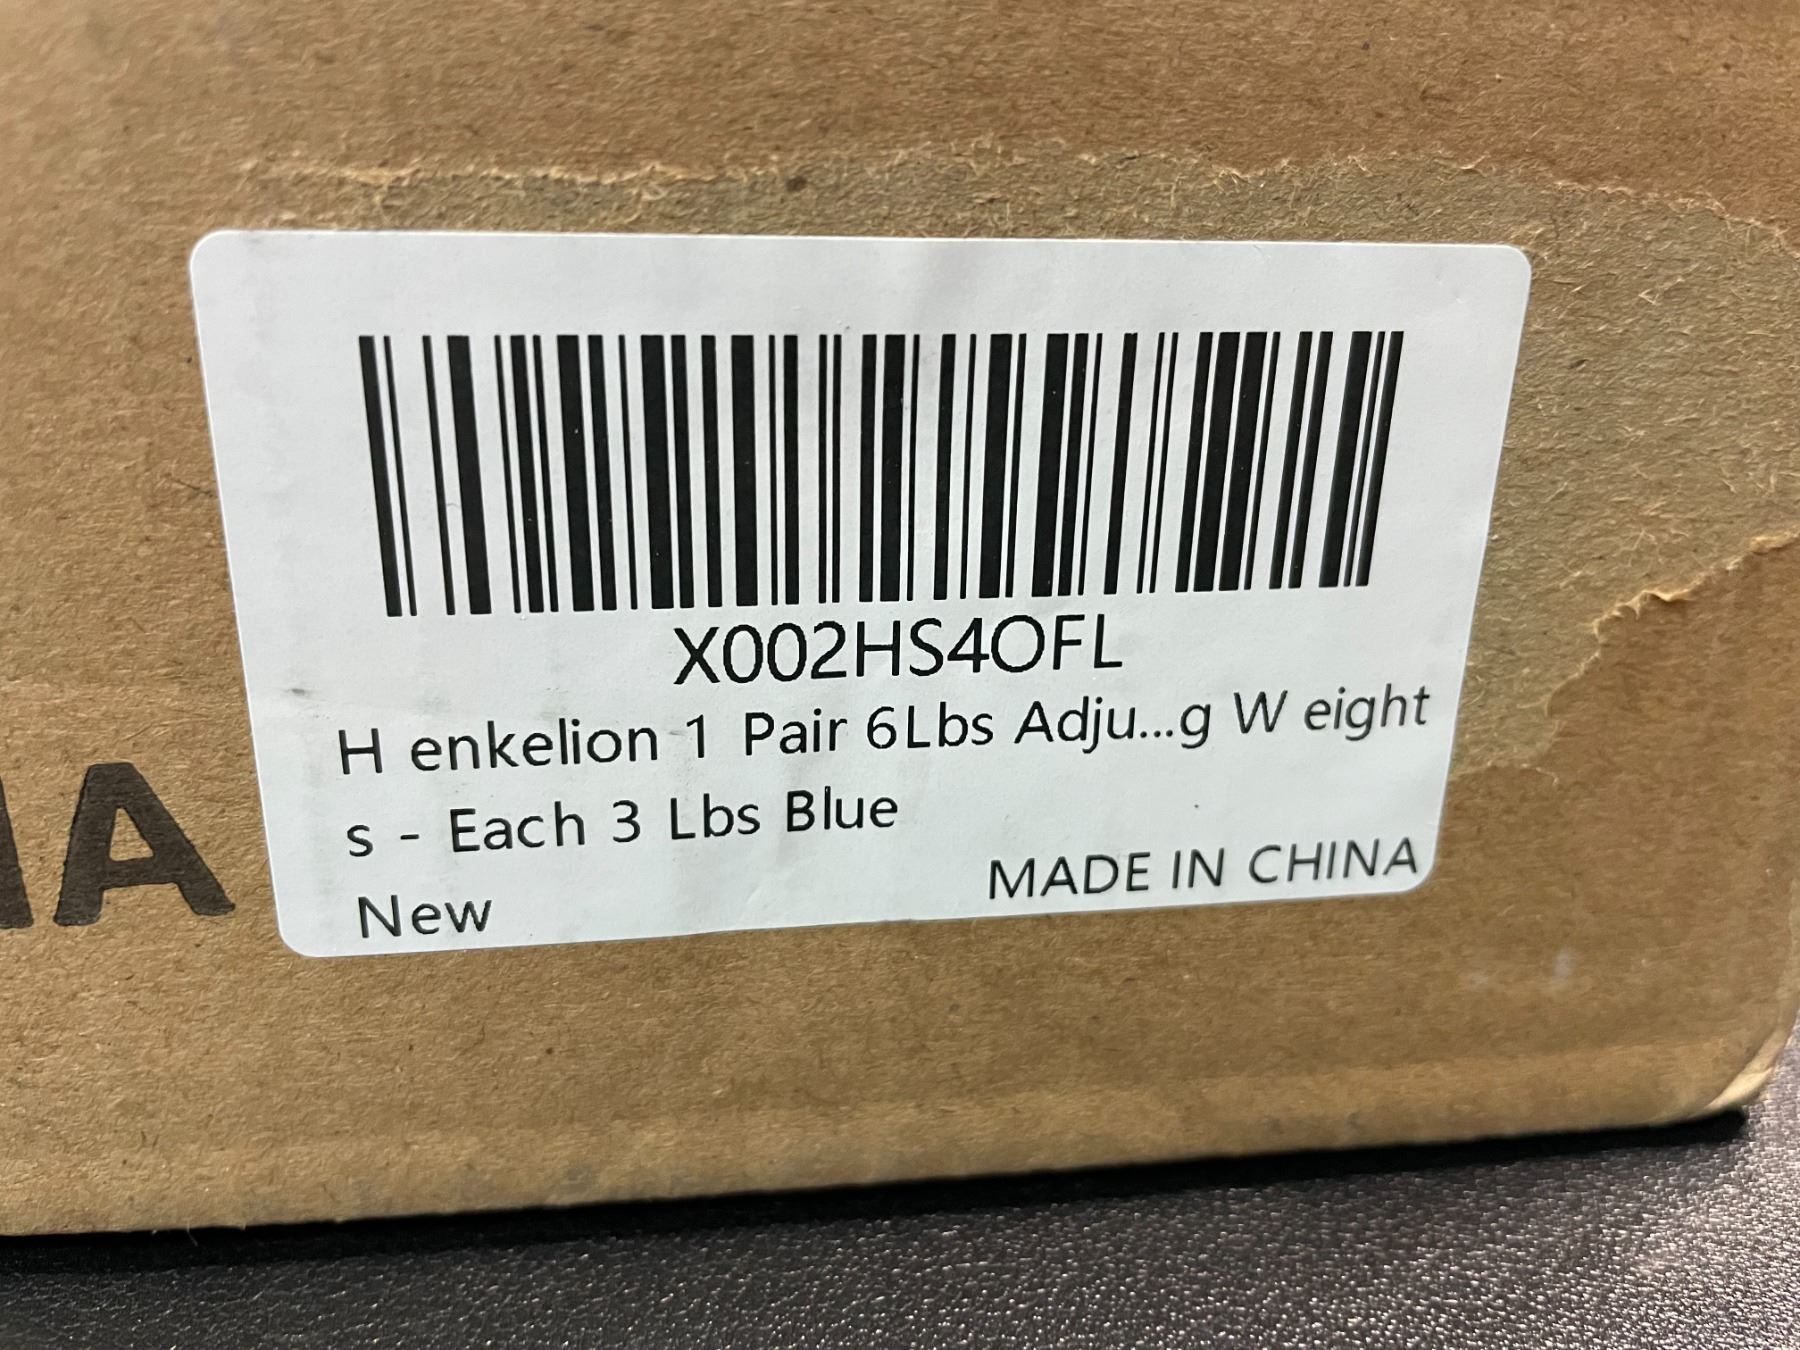 X002HS4OFL
H enkelion 1 Pair 6Lbs Adju...g W eight
s - Each 3 Lbs Blue
New MADE IN CHINA